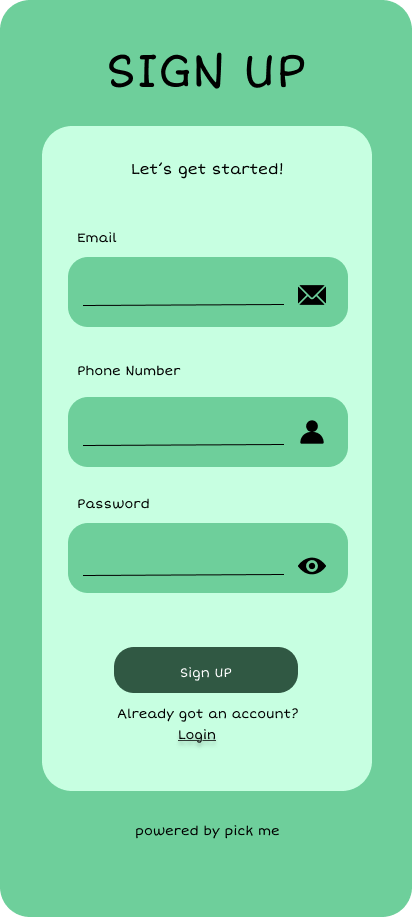 SIGN UP
Let's get started!
Email
Phone Number
Password
Sign UP
Already got an account?
Login
powered by pick me